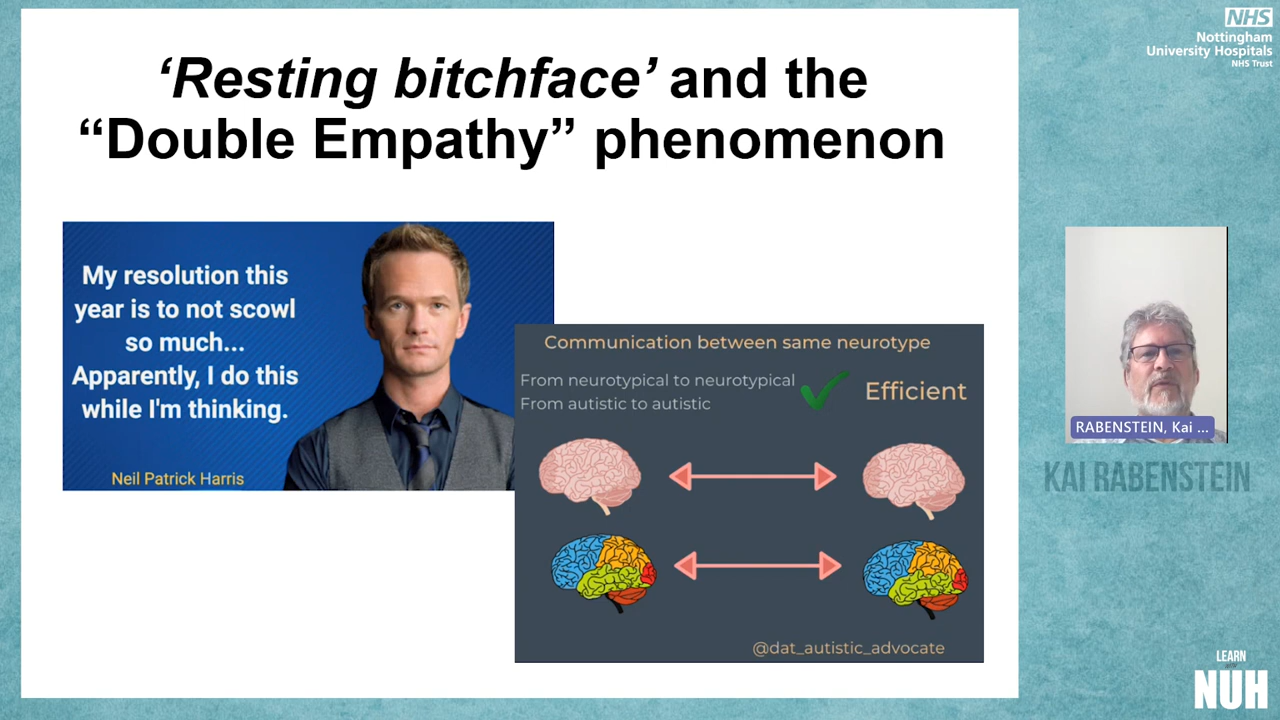 ‘Resting bitchface’ and the
“Double Empathy” phenomenon
My resolution this
year is to not scowl
so much...
Apparently, I do this
while I'm thinking.
Neil Patrick Harris
Communication between same neurotype
From neurotypical to neurotypical
From autistic to autistic
Efficient
@dat_autistic_advocate
NHS
Nottingham
University Hospitals
NHS Trust
RABENSTEIN, Kai ...
KAI RABENSTEIN
LEARN
with
NUH